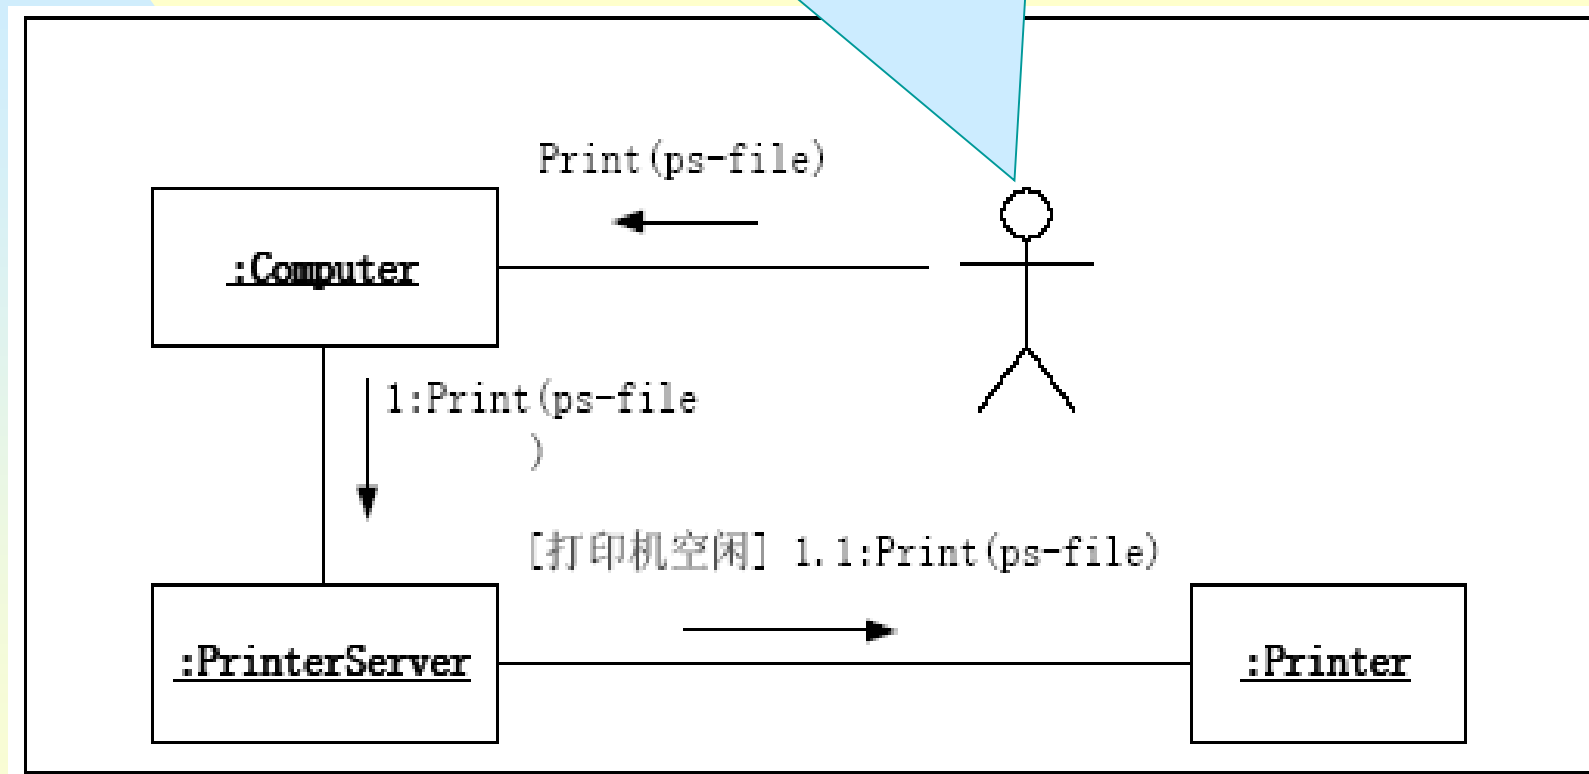 Print(ps-file)
:Computer
1:Print(ps-file
)
[打印机空闲] 1.1:Print(ps-file)
:PrinterServer
:Printer